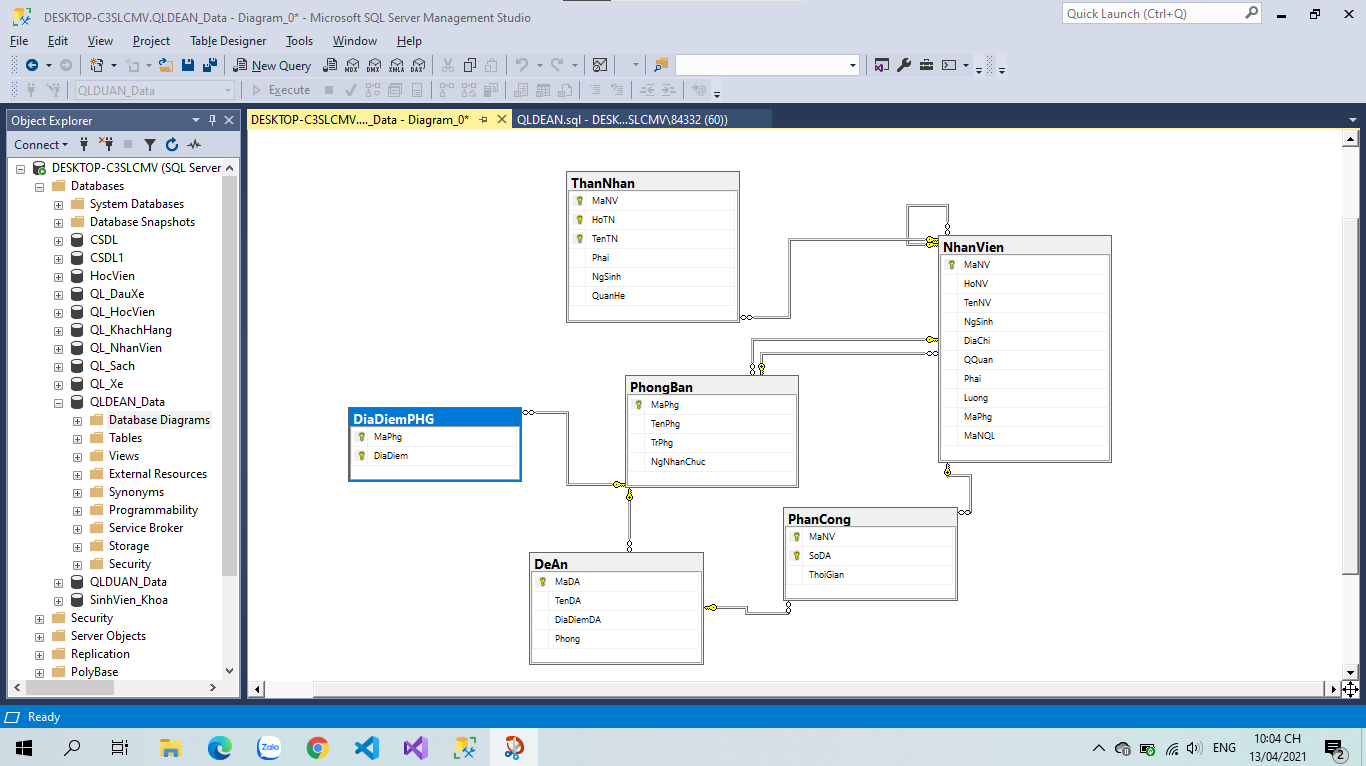 DESKTOP-C3SLCMV.QLDEAN_Data - Diagram_0* - Microsoft SQL Server Management Studio
Quick Launch (Ctrl+Q)
File Edit View Project Table Designer Tools Window Help
New Query MDX DMX XMLA DAX
QLDUAN_Data Execute
Object Explorer
DESKTOP-C3SLCMV...._Data - Diagram_0* QLDEAN.sql - DESK...SLCMV\84332 (60))
Connect
DESKTOP-C3SLCMV (SQL Server
Databases
System Databases
Database Snapshots
CSDL
CSDL1
HocVien
QL_DauXe
QL_HocVien
QL_KhachHang
QL_NhanVien
QL_Sach
QL_Xe
QLDEAN_Data
Database Diagrams
Tables
Views
External Resources
Synonyms
Programmability
Service Broker
Storage
Security
QLDUAN_Data
SinhVien_Khoa
Security
Server Objects
Replication
PolyBase
ThanNhan
MaNV
HoTN
TenTN
Phai
NgSinh
QuanHe
NhanVien
MaNV
HoNV
TenNV
NgSinh
DiaChi
QQuan
Phai
Luong
MaPhg
MaNQL
PhongBan
MaPhg
TenPhg
TrPhg
NgNhanChuc
DiaDiemPHG
MaPhg
DiaDiem
PhanCong
MaNV
SoDA
ThoiGian
DeAn
MaDA
TenDA
DiaDiemDA
Phong
Ready
Zalo
ENG
10:04 CH
13/04/2021
2